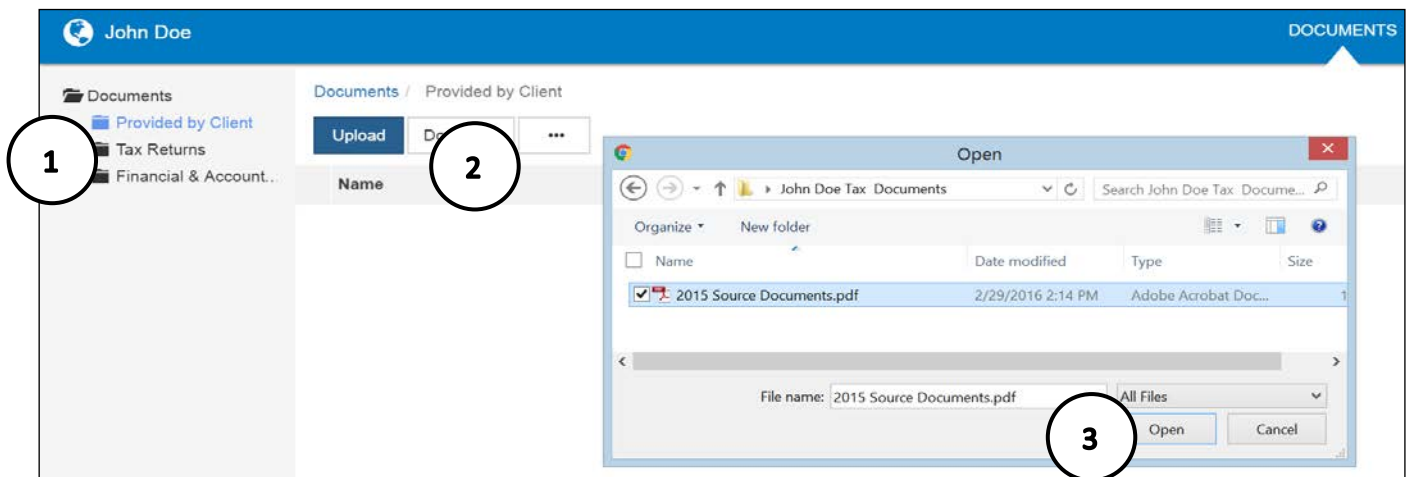 John Doe
DOCUMENTS
Documents
Provided by Client
Tax Returns
Financial & Account...
1
Documents / Provided by Client
Upload
2
•••
Name
Open
John Doe Tax Documents
Search John Doe Tax Docume...
Organize
New folder
Name
Date modified
Type
Size
2015 Source Documents.pdf
2/29/2016 2:14 PM
Adobe Acrobat Doc...
1
File name:
2015 Source Documents.pdf
All Files
3
Open
Cancel